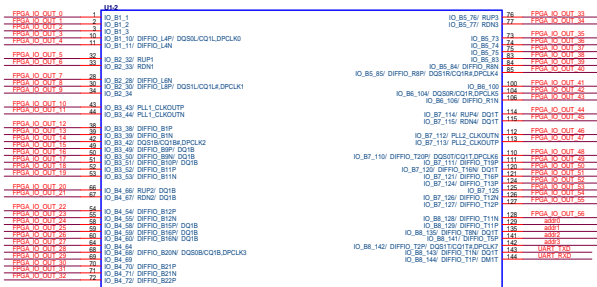 U1-2
FPGA_IO_OUT_0 1 IO_B1_1
FPGA_IO_OUT_1 2 IO_B1_2
FPGA_IO_OUT_2 3 IO_B1_3
FPGA_IO_OUT_3 10 IO_B1_10/ DIFFIO_L4P/ DQS0L/CQ1L,DPCLK0
FPGA_IO_OUT_4 11 IO_B1_11/ DIFFIO_L4N
FPGA_IO_OUT_5 32 IO_B2_32/ RUP1
FPGA_IO_OUT_6 33 IO_B2_33/ RDN1
FPGA_IO_OUT_7 28 IO_B2_28/ DIFFIO_L6N
FPGA_IO_OUT_8 30 IO_B2_30/ DIFFIO_L8P/ DQS1L/CQ1L#,DPCLK1
FPGA_IO_OUT_9 34 IO_B2_34
FPGA_IO_OUT_10 43 IO_B3_43/ PLL1_CLKOUTP
FPGA_IO_OUT_11 44 IO_B3_44/ PLL1_CLKOUTN
FPGA_IO_OUT_12 38 IO_B3_38/ DIFFIO_B1P
FPGA_IO_OUT_13 39 IO_B3_39/ DIFFIO_B1N
FPGA_IO_OUT_14 42 IO_B3_42/ DQS1B/CQ1B#,DPCLK2
FPGA_IO_OUT_15 49 IO_B3_49/ DIFFIO_B9P/ DQ1B
FPGA_IO_OUT_16 50 IO_B3_50/ DIFFIO_B9N/ DQ1B
FPGA_IO_OUT_17 51 IO_B3_51/ DIFFIO_B10P/ DQ1B
FPGA_IO_OUT_18 52 IO_B3_52/ DIFFIO_B11P
FPGA_IO_OUT_19 53 IO_B3_53/ DIFFIO_B11N
FPGA_IO_OUT_20 66 IO_B4_66/ RUP2/ DQ1B
FPGA_IO_OUT_21 67 IO_B4_67/ RDN2/ DQ1B
FPGA_IO_OUT_22 54 IO_B4_54/ DIFFIO_B12P
FPGA_IO_OUT_23 55 IO_B4_55/ DIFFIO_B12N
FPGA_IO_OUT_24 58 IO_B4_58/ DIFFIO_B15P/ DQ1B
FPGA_IO_OUT_25 59 IO_B4_59/ DIFFIO_B16P/ DQ1B
FPGA_IO_OUT_26 60 IO_B4_60/ DIFFIO_B16N/ DQ1B
FPGA_IO_OUT_27 64 IO_B4_64
FPGA_IO_OUT_28 68 IO_B4_68/ DIFFIO_B20N/ DQS0B/CQ1B,DPCLK3
FPGA_IO_OUT_29 69 IO_B4_69
FPGA_IO_OUT_30 70 IO_B4_70/ DIFFIO_B21P
FPGA_IO_OUT_31 71 IO_B4_71/ DIFFIO_B21N
FPGA_IO_OUT_32 72 IO_B4_72/ DIFFIO_B22P
IO_B5_76/ RUP3 76 FPGA_IO_OUT_33
IO_B5_77/ RDN3 77 FPGA_IO_OUT_34
IO_B5_73 73 FPGA_IO_OUT_35
IO_B5_74 74 FPGA_IO_OUT_36
IO_B5_75 75 FPGA_IO_OUT_37
IO_B5_83 83 FPGA_IO_OUT_38
IO_B5_84/ DIFFIO_R8N 84 FPGA_IO_OUT_39
IO_B5_85/ DIFFIO_R8P/ DQS1R/CQ1R#,DPCLK4 85 FPGA_IO_OUT_40
IO_B6_100 100 FPGA_IO_OUT_41
IO_B6_104/ DQS0R/CQ1R,DPCLK5 104 FPGA_IO_OUT_42
IO_B6_106/ DIFFIO_R1N 106 FPGA_IO_OUT_43
IO_B7_114/ RUP4/ DQ1T 114 FPGA_IO_OUT_44
IO_B7_115/ RDN4/ DQ1T 115 FPGA_IO_OUT_45
IO_B7_112/ PLL2_CLKOUTN 112 FPGA_IO_OUT_46
IO_B7_113/ PLL2_CLKOUTP 113 FPGA_IO_OUT_47
IO_B7_110/ DIFFIO_T20P/ DQS0T/CQ1T,DPCLK6 110 FPGA_IO_OUT_48
IO_B7_111/ DIFFIO_T19P 111 FPGA_IO_OUT_49
IO_B7_120/ DIFFIO_T16N/ DQ1T 120 FPGA_IO_OUT_50
IO_B7_121/ DIFFIO_T16P 121 FPGA_IO_OUT_51
IO_B7_124/ DIFFIO_T13P 124 FPGA_IO_OUT_52
IO_B7_125 125 FPGA_IO_OUT_53
IO_B7_126/ DIFFIO_T12N 126 FPGA_IO_OUT_54
IO_B7_127/ DIFFIO_T12P 127 FPGA_IO_OUT_55
IO_B8_128/ DIFFIO_T11N 128 FPGA_IO_OUT_56
IO_B8_129/ DIFFIO_T11P 129 addr0
IO_B8_135/ DIFFIO_T8N/ DQ1T 135 addr1
IO_B8_141/ DIFFIO_T5P 141 addr2
IO_B8_142/ DIFFIO_T2P/ DQS1T/CQ1T#,DPCLK7 142 addr3
IO_B8_143/ DIFFIO_T1N/ DQ1T 143 UART_TXD
IO_B8_144/ DIFFIO_T1P/ DM1T 144 UART_RXD